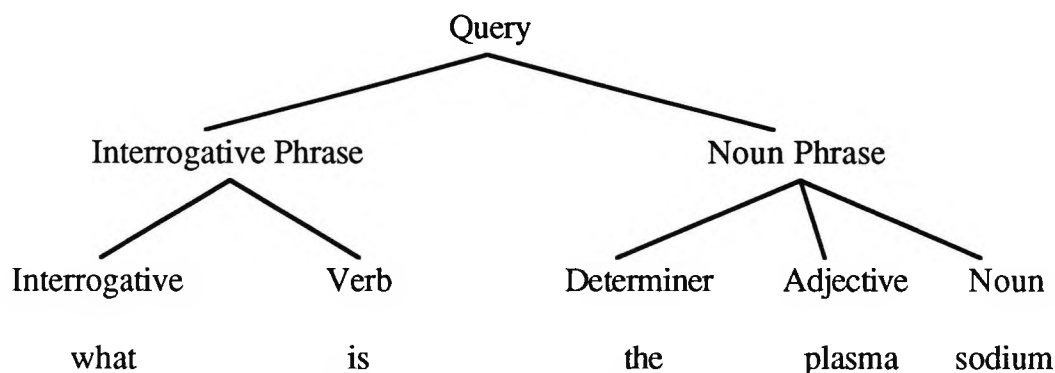 Query
Interrogative Phrase Noun Phrase
Interrogative Verb Determiner Adjective Noun
what is the plasma sodium